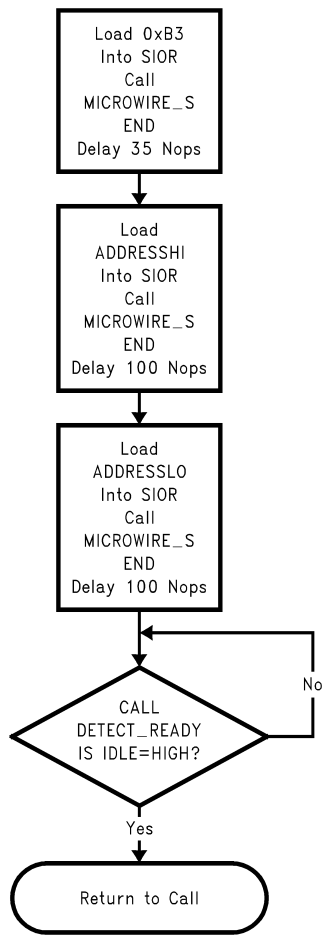 Load 0xB3
Into SIOR
Call
MICROWIRE_S
END
Delay 35 Nops
Load
ADDRESSHI
Into SIOR
Call
MICROWIRE_S
END
Delay 100 Nops
Load
ADDRESSLO
Into SIOR
Call
MICROWIRE_S
END
Delay 100 Nops
No
CALL
DETECT_READY
IS IDLE=HIGH?
Yes
Return to Call